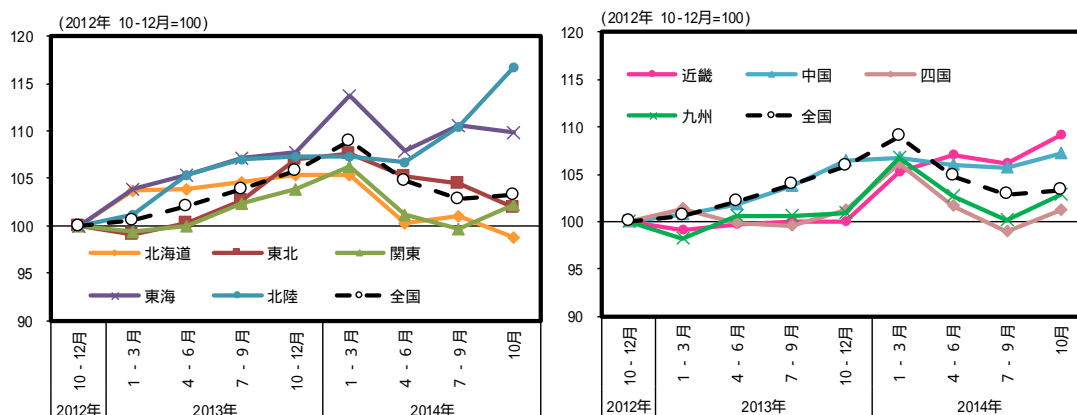 (2012年 10-12月=100)
120
115
110
105
100
95
90
北海道
東北
関東
東海
北陸
全国
10 - 12月
1 - 3 月
4 - 6 月
7 - 9 月
10 - 12月
1 - 3 月
4 - 6 月
7 - 9 月
10月
2012年
2013年
2014年
(2012年 10-12月=100)
120
115
110
105
100
95
90
近畿
中国
四国
九州
全国
10 - 12月
1 - 3 月
4 - 6 月
7 - 9 月
10 - 12月
1 - 3 月
4 - 6 月
7 - 9 月
10月
2012年
2013年
2014年